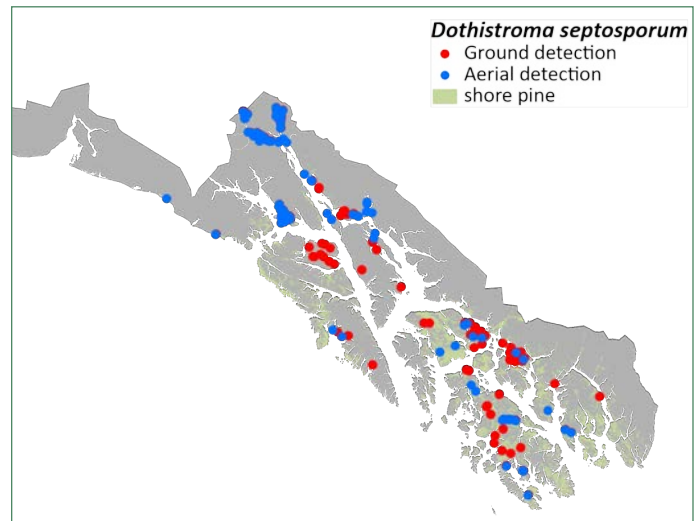 Dothistroma septosporum
Ground detection
Aerial detection
shore pine